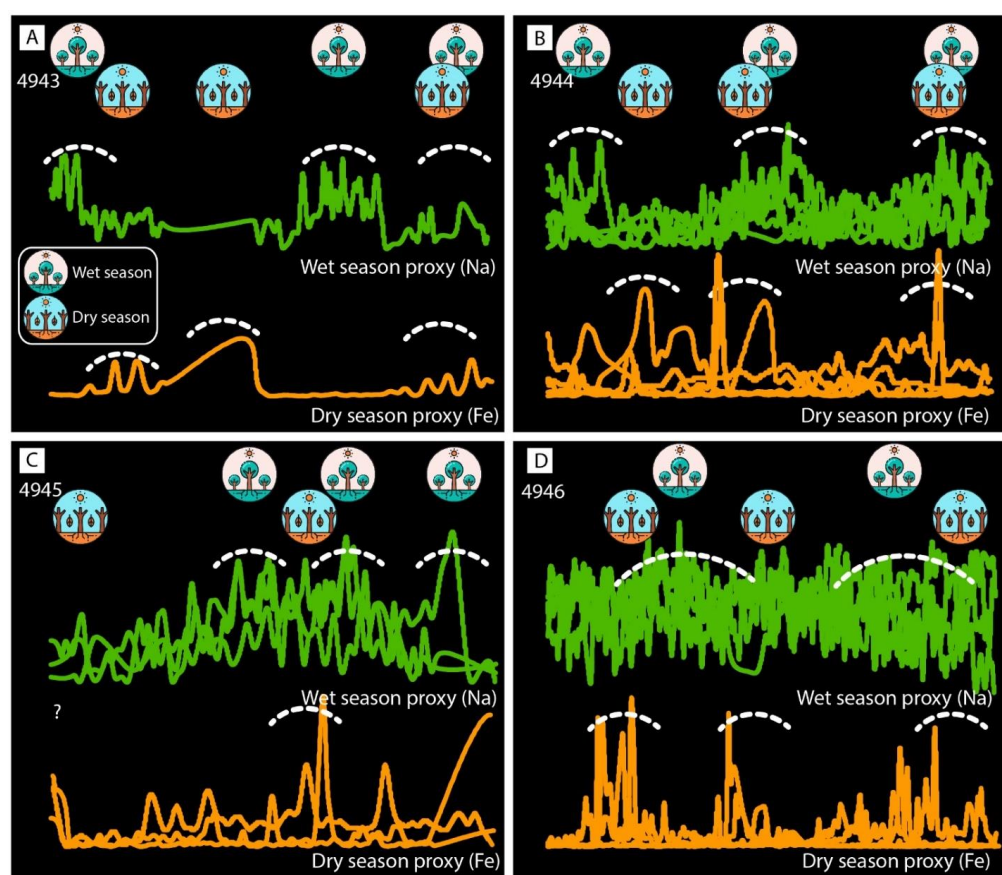 A
4943
Wet season proxy (Na)
Wet season
Dry season
Dry season proxy (Fe)
B
4944
Wet season proxy (Na)
Dry season proxy (Fe)
C
4945
Wet season proxy (Na)
?
Dry season proxy (Fe)
D
4946
Wet season proxy (Na)
Dry season proxy (Fe)